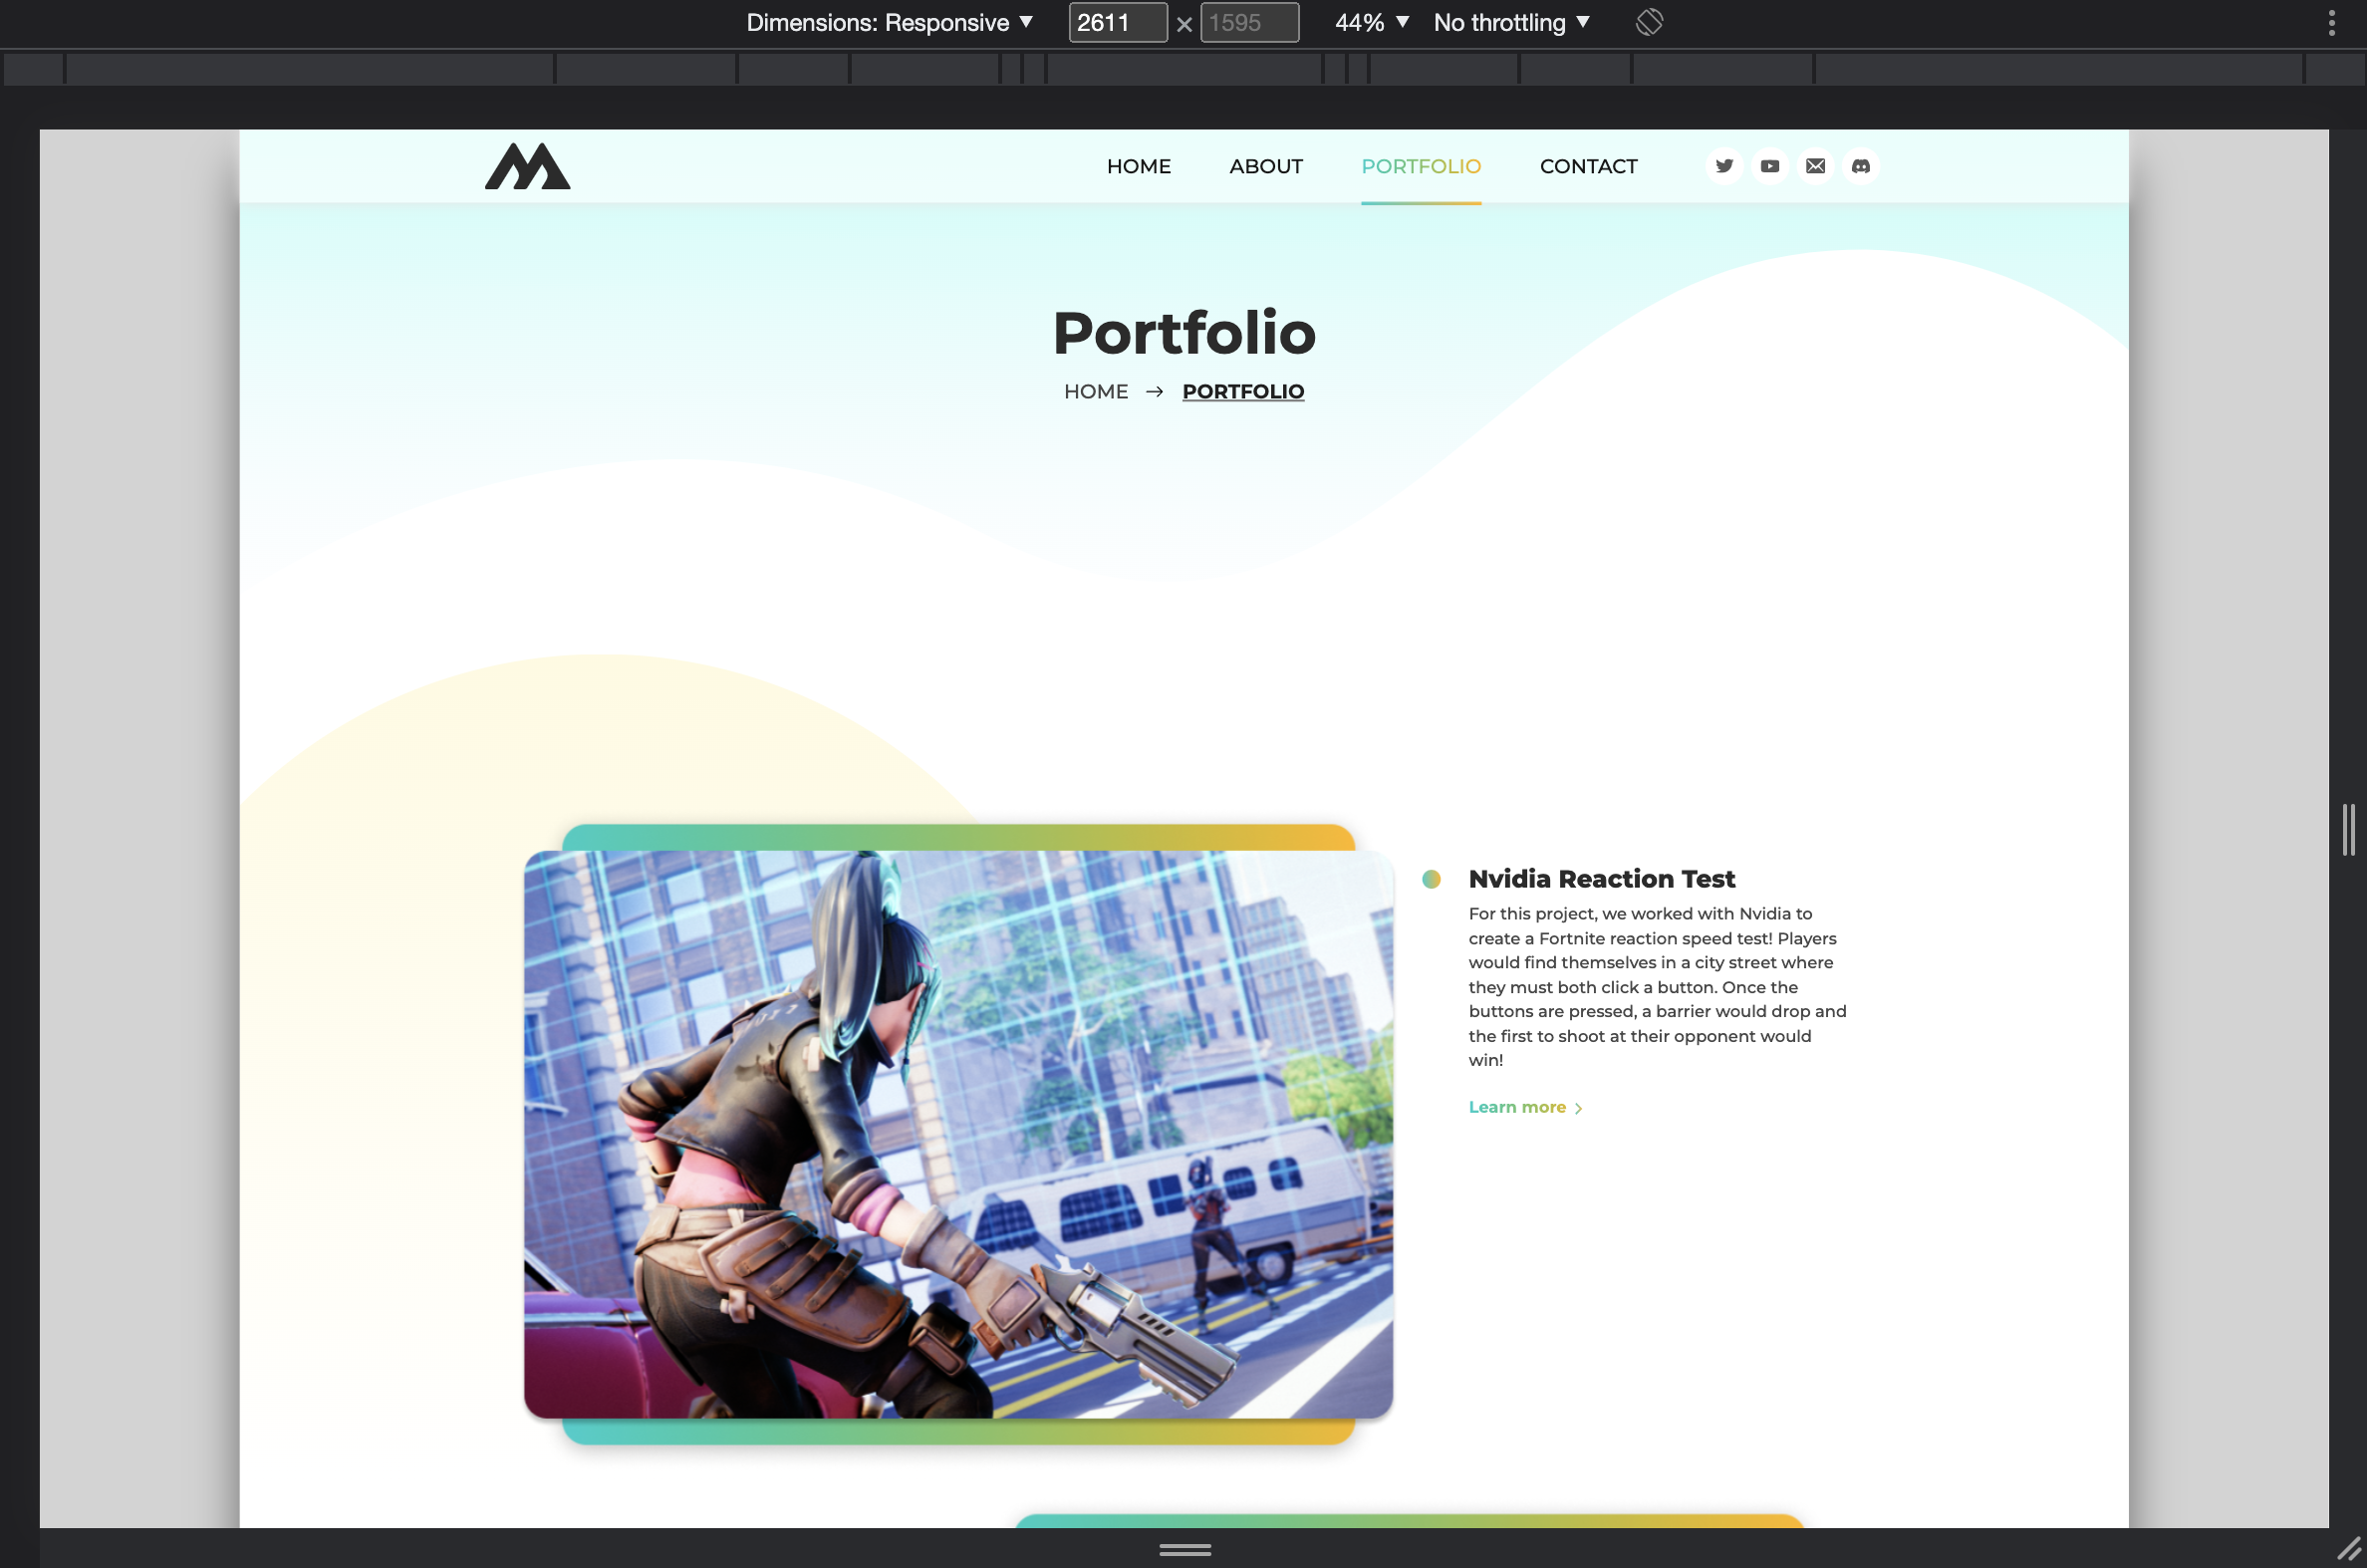 Dimensions: Responsive ▼ 2611 × 1595 44% ▼ No throttling ▼
HOME ABOUT PORTFOLIO CONTACT
Portfolio
HOME → PORTFOLIO
Nvidia Reaction Test
For this project, we worked with Nvidia to
create a Fortnite reaction speed test! Players
would find themselves in a city street where
they must both click a button. Once the
buttons are pressed, a barrier would drop and
the first to shoot at their opponent would
win!
Learn more >